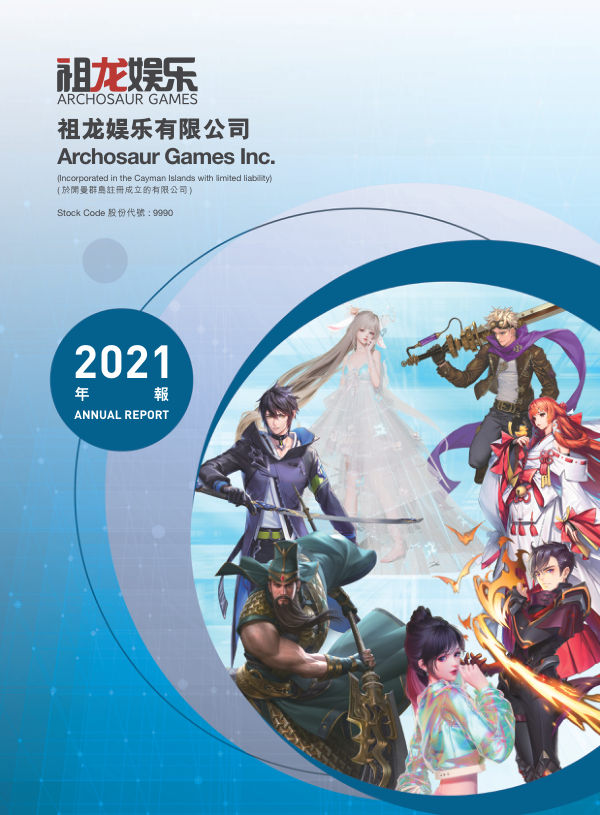 祖龙娱乐
ARCHOSAUR GAMES
祖龙娱乐有限公司
Archosaur Games Inc.
(Incorporated in the Cayman Islands with limited liability)
(於開曼群島註冊成立的有限公司)
Stock Code 股份代號 : 9990
2021
年 報
ANNUAL REPORT